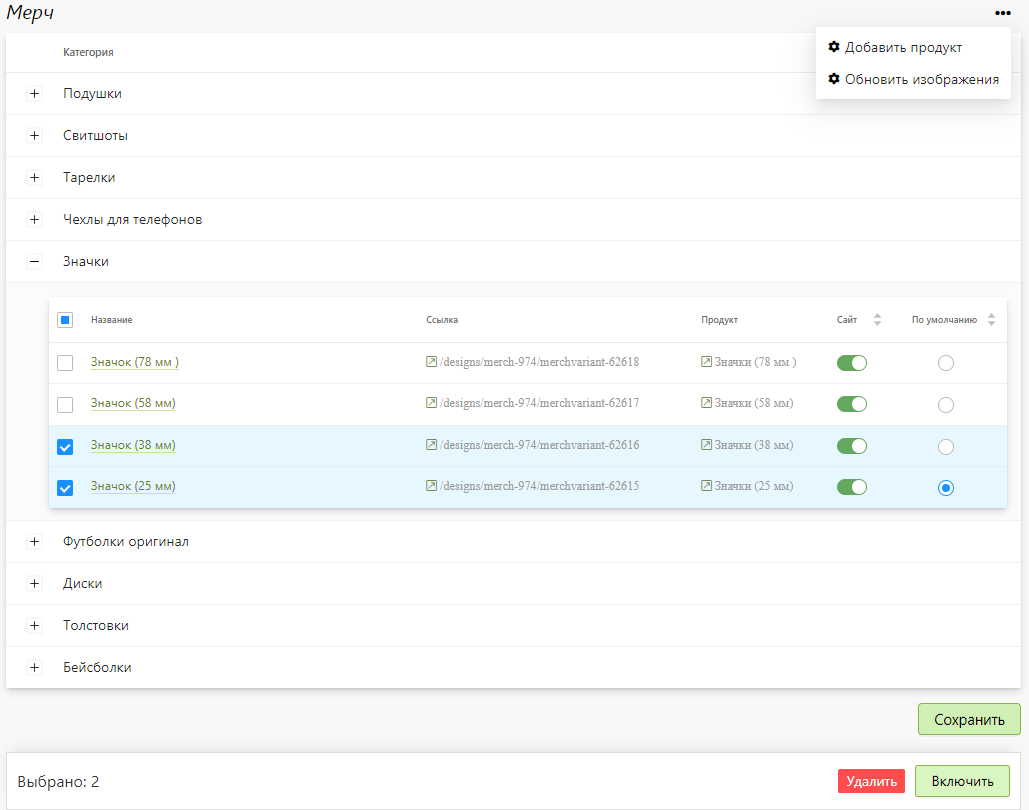 Мерч •••
Категория
Добавить продукт
Обновить изображения
Подушки
Свитшоты
Тарелки
Чехлы для телефонов
Значки
Название Ссылка Продукт Сайт По умолчанию
Значок (78 мм ) /designs/merch-974/merchvariant-62618 Значки (78 мм )
Значок (58 мм) /designs/merch-974/merchvariant-62617 Значки (58 мм)
Значок (38 мм) /designs/merch-974/merchvariant-62616 Значки (38 мм)
Значок (25 мм) /designs/merch-974/merchvariant-62615 Значки (25 мм)
Футболки оригинал
Диски
Толстовки
Бейсболки
Сохранить
Выбрано: 2 Удалить Включить